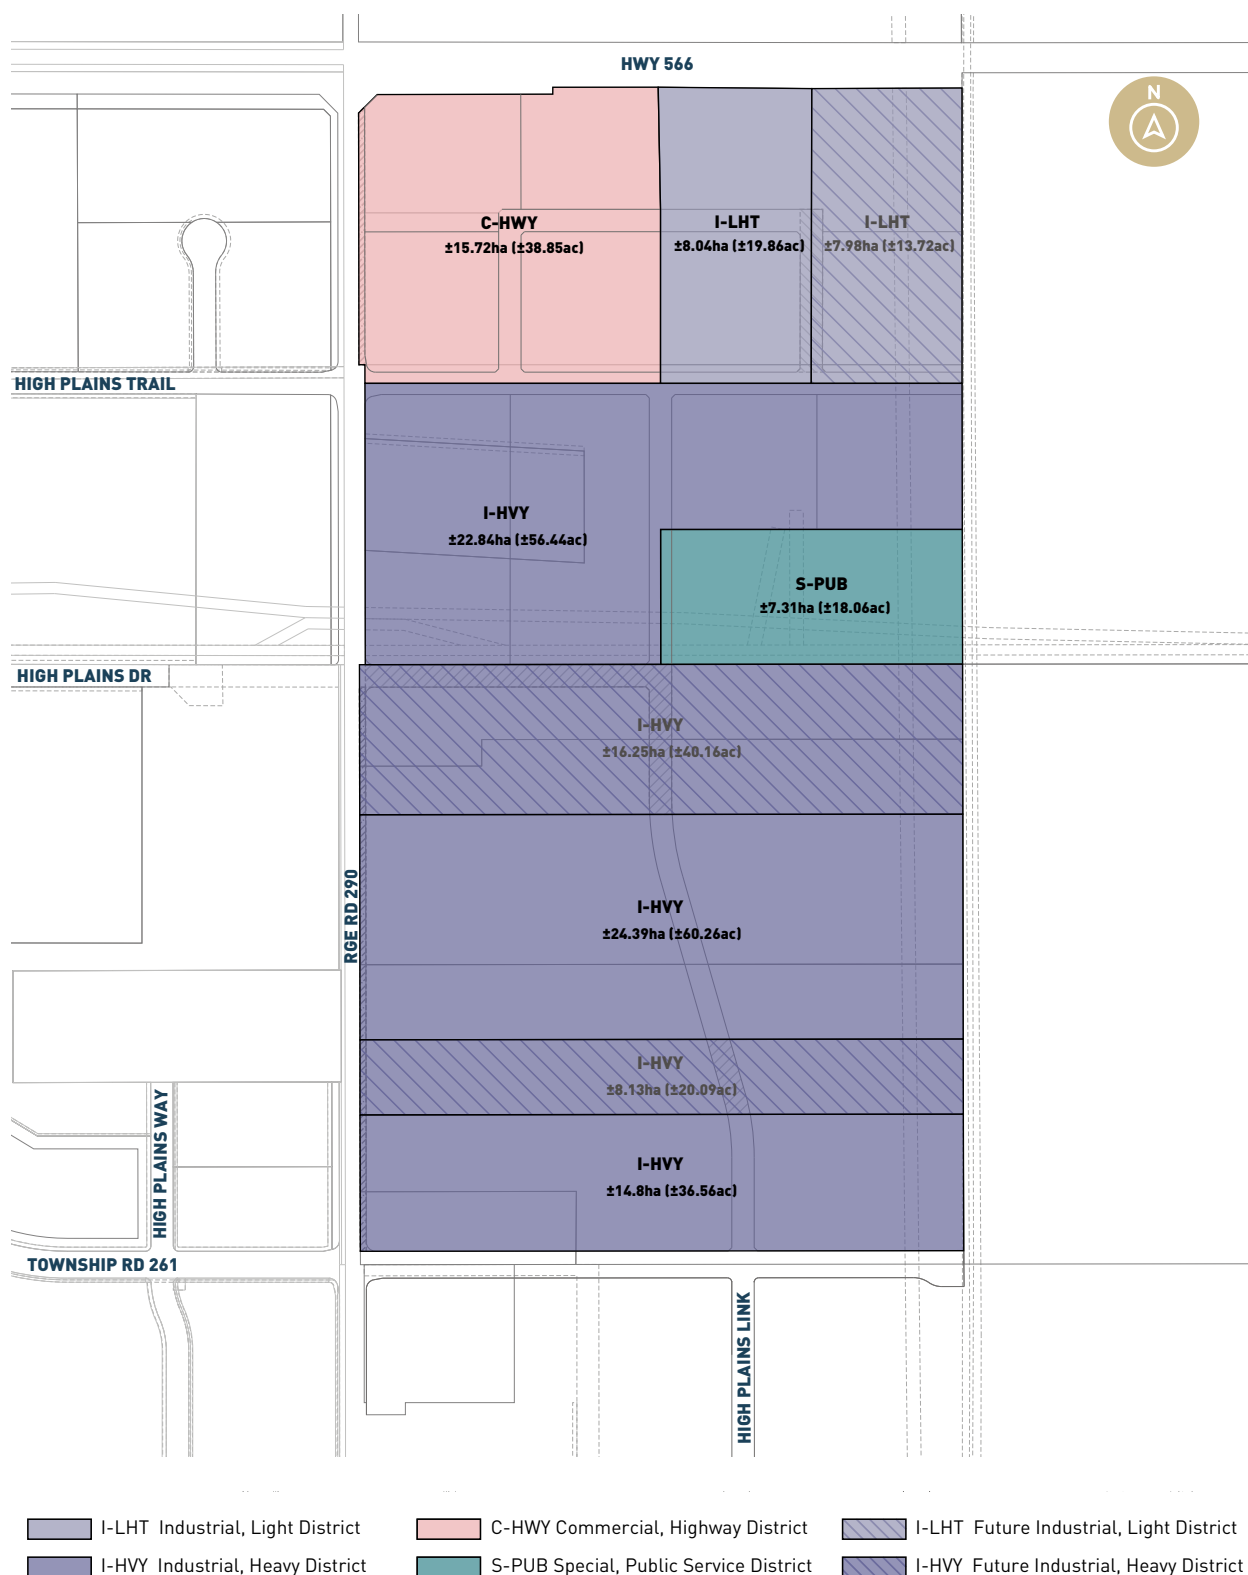 HWY 566
N
C-HWY
±15.72ha (±38.85ac)
I-LHT
±8.04ha (±19.86ac)
I-LHT
±7.98ha (±13.72ac)
HIGH PLAINS TRAIL
I-HVY
±22.84ha (±56.44ac)
S-PUB
±7.31ha (±18.06ac)
HIGH PLAINS DR
I-HVY
±16.25ha (±40.16ac)
RGE RD 290
I-HVY
±24.39ha (±60.26ac)
I-HVY
±8.13ha (±20.09ac)
HIGH PLAINS WAY
I-HVY
±14.8ha (±36.56ac)
TOWNSHIP RD 261
HIGH PLAINS LINK
I-LHT Industrial, Light District
C-HWY Commercial, Highway District
I-LHT Future Industrial, Light District
I-HVY Industrial, Heavy District
S-PUB Special, Public Service District
I-HVY Future Industrial, Heavy District